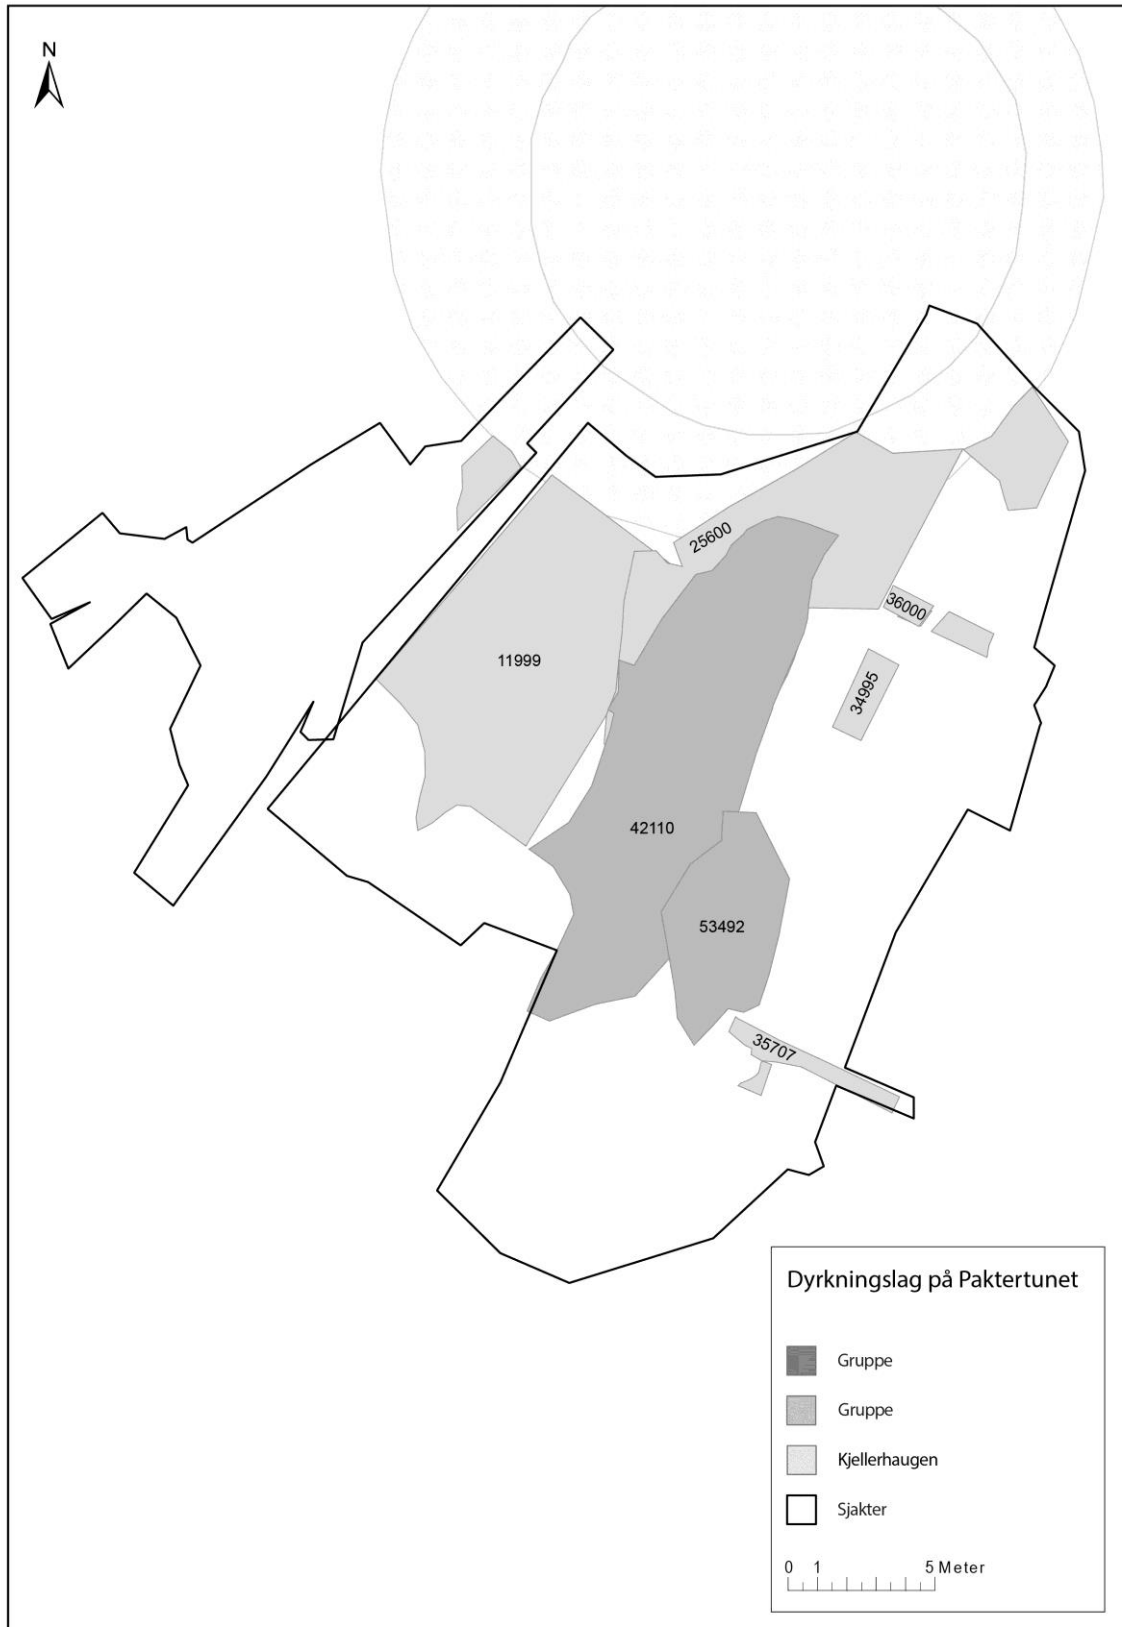 N
25600
36000
11999
34995
42110
53492
35707
Dyrkningslag på Paktertunet
Gruppe
Gruppe
Kjellerhaugen
Sjakter
0 1 5 Meter